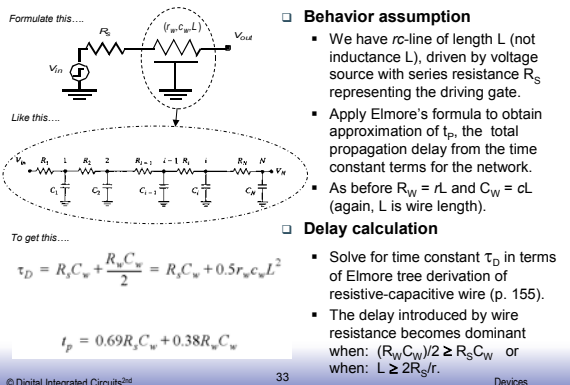 Formulate this....
R_s
(r_w,c_w,L)
V_out
V_in
Like this....
V_in R_1 1 R_2 2 R_{i-1} i-1 R_i i R_N N V_N
C_1 C_2 C_{i-1} C_i C_N
To get this....
τ_D = R_sC_w + R_wC_w/2 = R_sC_w + 0.5r_wc_wL^2
t_p = 0.69R_sC_w + 0.38R_wC_w
Behavior assumption
We have rc-line of length L (not
inductance L), driven by voltage
source with series resistance R_S
representing the driving gate.
Apply Elmore's formula to obtain
approximation of t_P, the total
propagation delay from the time
constant terms for the network.
As before R_W = rL and C_W = cL
(again, L is wire length).
Delay calculation
Solve for time constant τ_D in terms
of Elmore tree derivation of
resistive-capacitive wire (p. 155).
The delay introduced by wire
resistance becomes dominant
when: (R_WC_W)/2 ≥ R_SC_W or
when: L ≥ 2R_S/r.
© Digital Integrated Circuits2nd
33
Devices